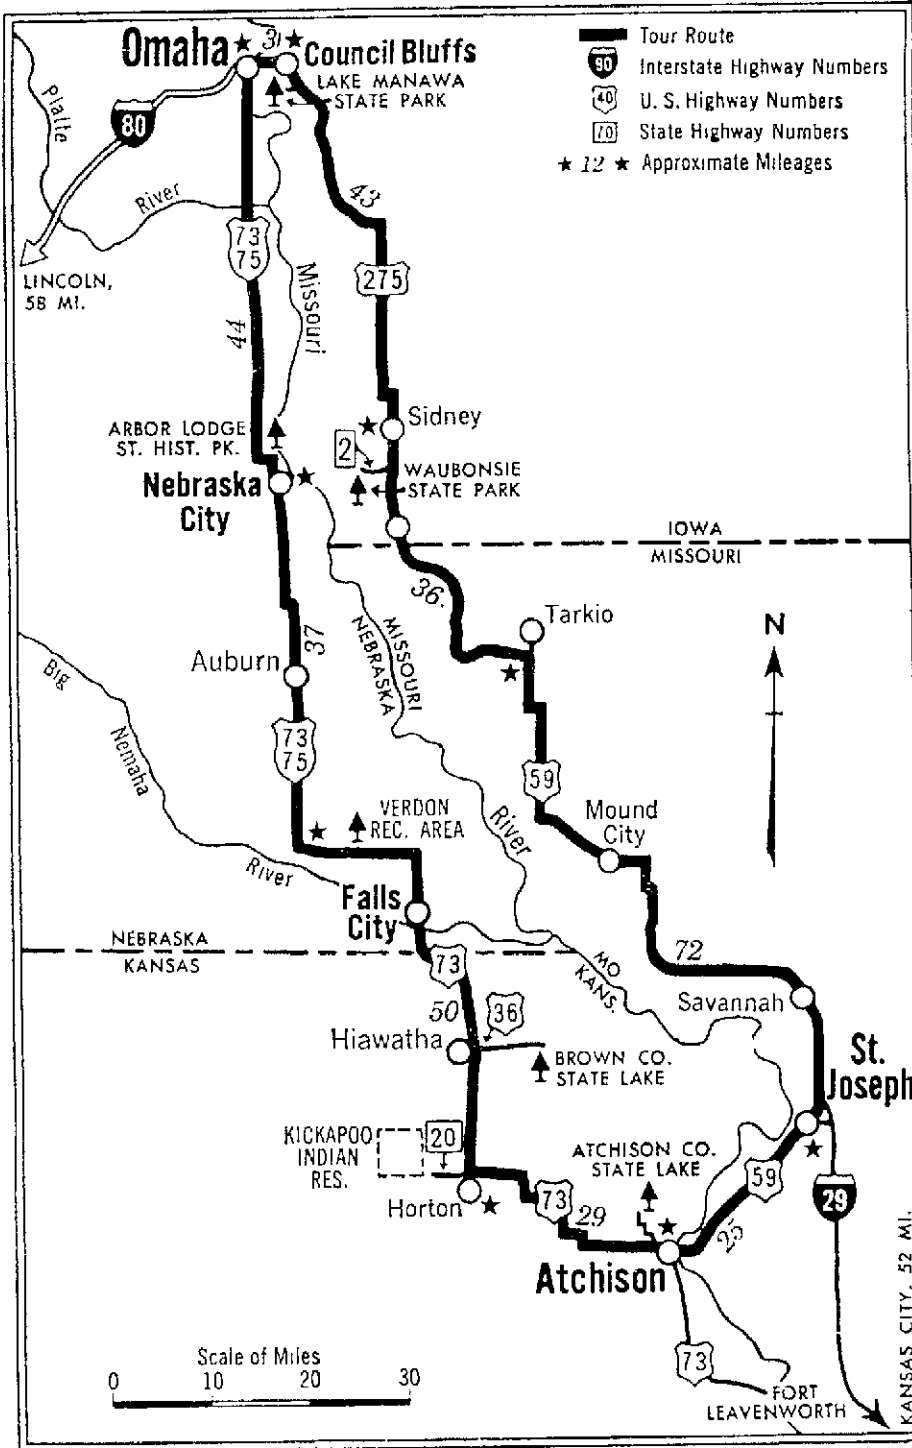 Omaha ★ 3 ★ Council Bluffs
LAKE MANAWA
STATE PARK
Tour Route
90 Interstate Highway Numbers
40 U. S. Highway Numbers
10 State Highway Numbers
★ 12 ★ Approximate Mileages
80
Platte
River
LINCOLN,
58 MI.
73
75
44
Missouri
43
275
ARBOR LODGE
ST. HIST. PK.
Sidney
2
WAUBONSIE
STATE PARK
Nebraska
City
IOWA
MISSOURI
36
Tarkio
N
MISSOURI
NEBRASKA
37
Auburn
Big
Nemaha
River
73
75
59
VERDON
REC. AREA
River
Mound
City
Falls
City
NEBRASKA
KANSAS
73
MO
KANS.
72
Savannah
50
36
Hiawatha
BROWN CO.
STATE LAKE
St.
Joseph
KICKAPOO
INDIAN
RES.
20
ATCHISON CO.
STATE LAKE
59
29
Horton
73
29
25
Atchison
KANSAS CITY, 52 MI.
Scale of Miles
0 10 20 30
73
FORT
LEAVENWORTH